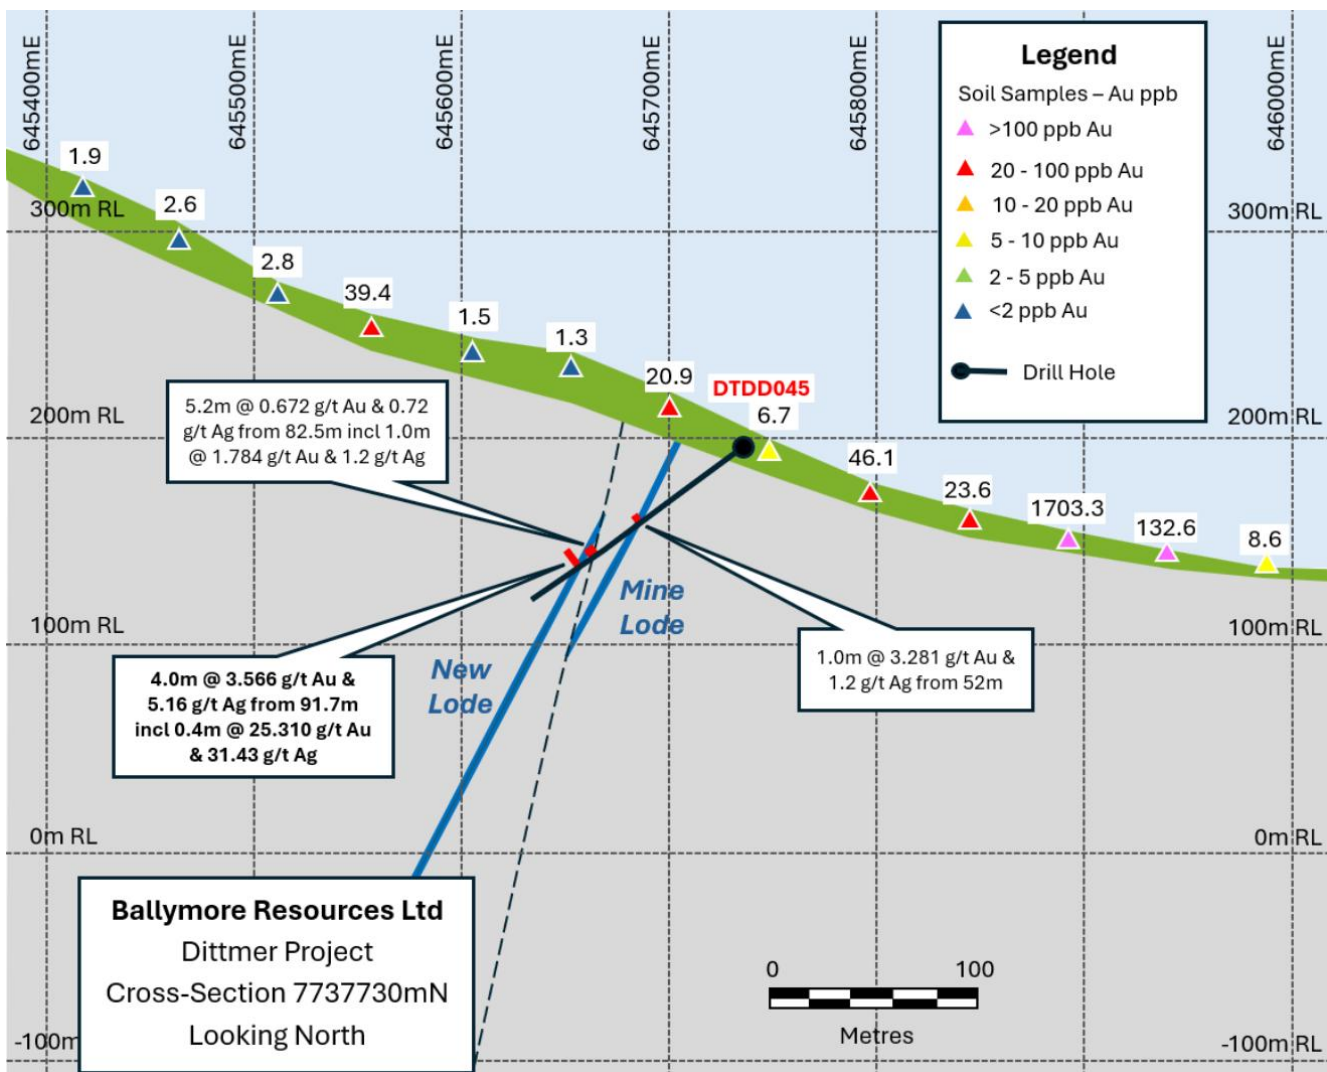 645400mE
645500mE
645600mE
645700mE
645800mE
646000mE
Legend
Soil Samples – Au ppb
>100 ppb Au
20 - 100 ppb Au
10 - 20 ppb Au
5 - 10 ppb Au
2 - 5 ppb Au
<2 ppb Au
Drill Hole
1.9
2.6
2.8
39.4
1.5
1.3
20.9
DTDD045
6.7
46.1
23.6
1703.3
132.6
8.6
300m RL
300m RL
200m RL
200m RL
5.2m @ 0.672 g/t Au & 0.72
g/t Ag from 82.5m incl 1.0m
@ 1.784 g/t Au & 1.2 g/t Ag
Mine
Lode
100m RL
100m RL
1.0m @ 3.281 g/t Au &
1.2 g/t Ag from 52m
New
Lode
4.0m @ 3.566 g/t Au &
5.16 g/t Ag from 91.7m
incl 0.4m @ 25.310 g/t Au
& 31.43 g/t Ag
0m RL
0m RL
Ballymore Resources Ltd
Dittmer Project
Cross-Section 7737730mN
Looking North
0 100
Metres
-100m
-100m RL